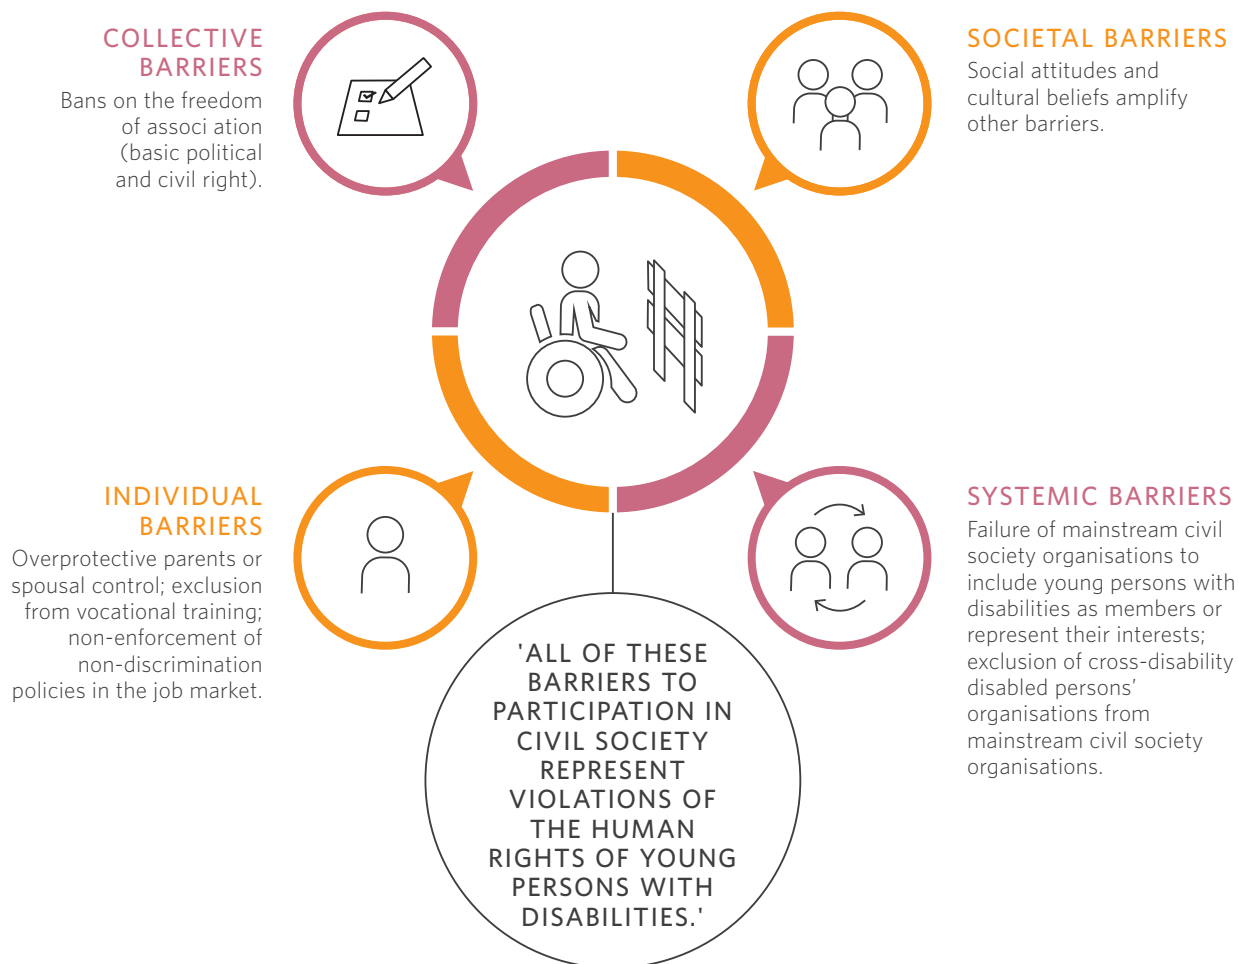 COLLECTIVE
BARRIERS
Bans on the freedom
of associ ation
(basic political
and civil right).
SOCIETAL BARRIERS
Social attitudes and
cultural beliefs amplify
other barriers.
INDIVIDUAL
BARRIERS
Overprotective parents or
spousal control; exclusion
from vocational training;
non-enforcement of
non-discrimination
policies in the job market.
SYSTEMIC BARRIERS
Failure of mainstream civil
society organisations to
include young persons with
disabilities as members or
represent their interests;
exclusion of cross-disability
disabled persons’
organisations from
mainstream civil society
organisations.
'ALL OF THESE
BARRIERS TO
PARTICIPATION IN
CIVIL SOCIETY
REPRESENT
VIOLATIONS OF
THE HUMAN
RIGHTS OF YOUNG
PERSONS WITH
DISABILITIES.'